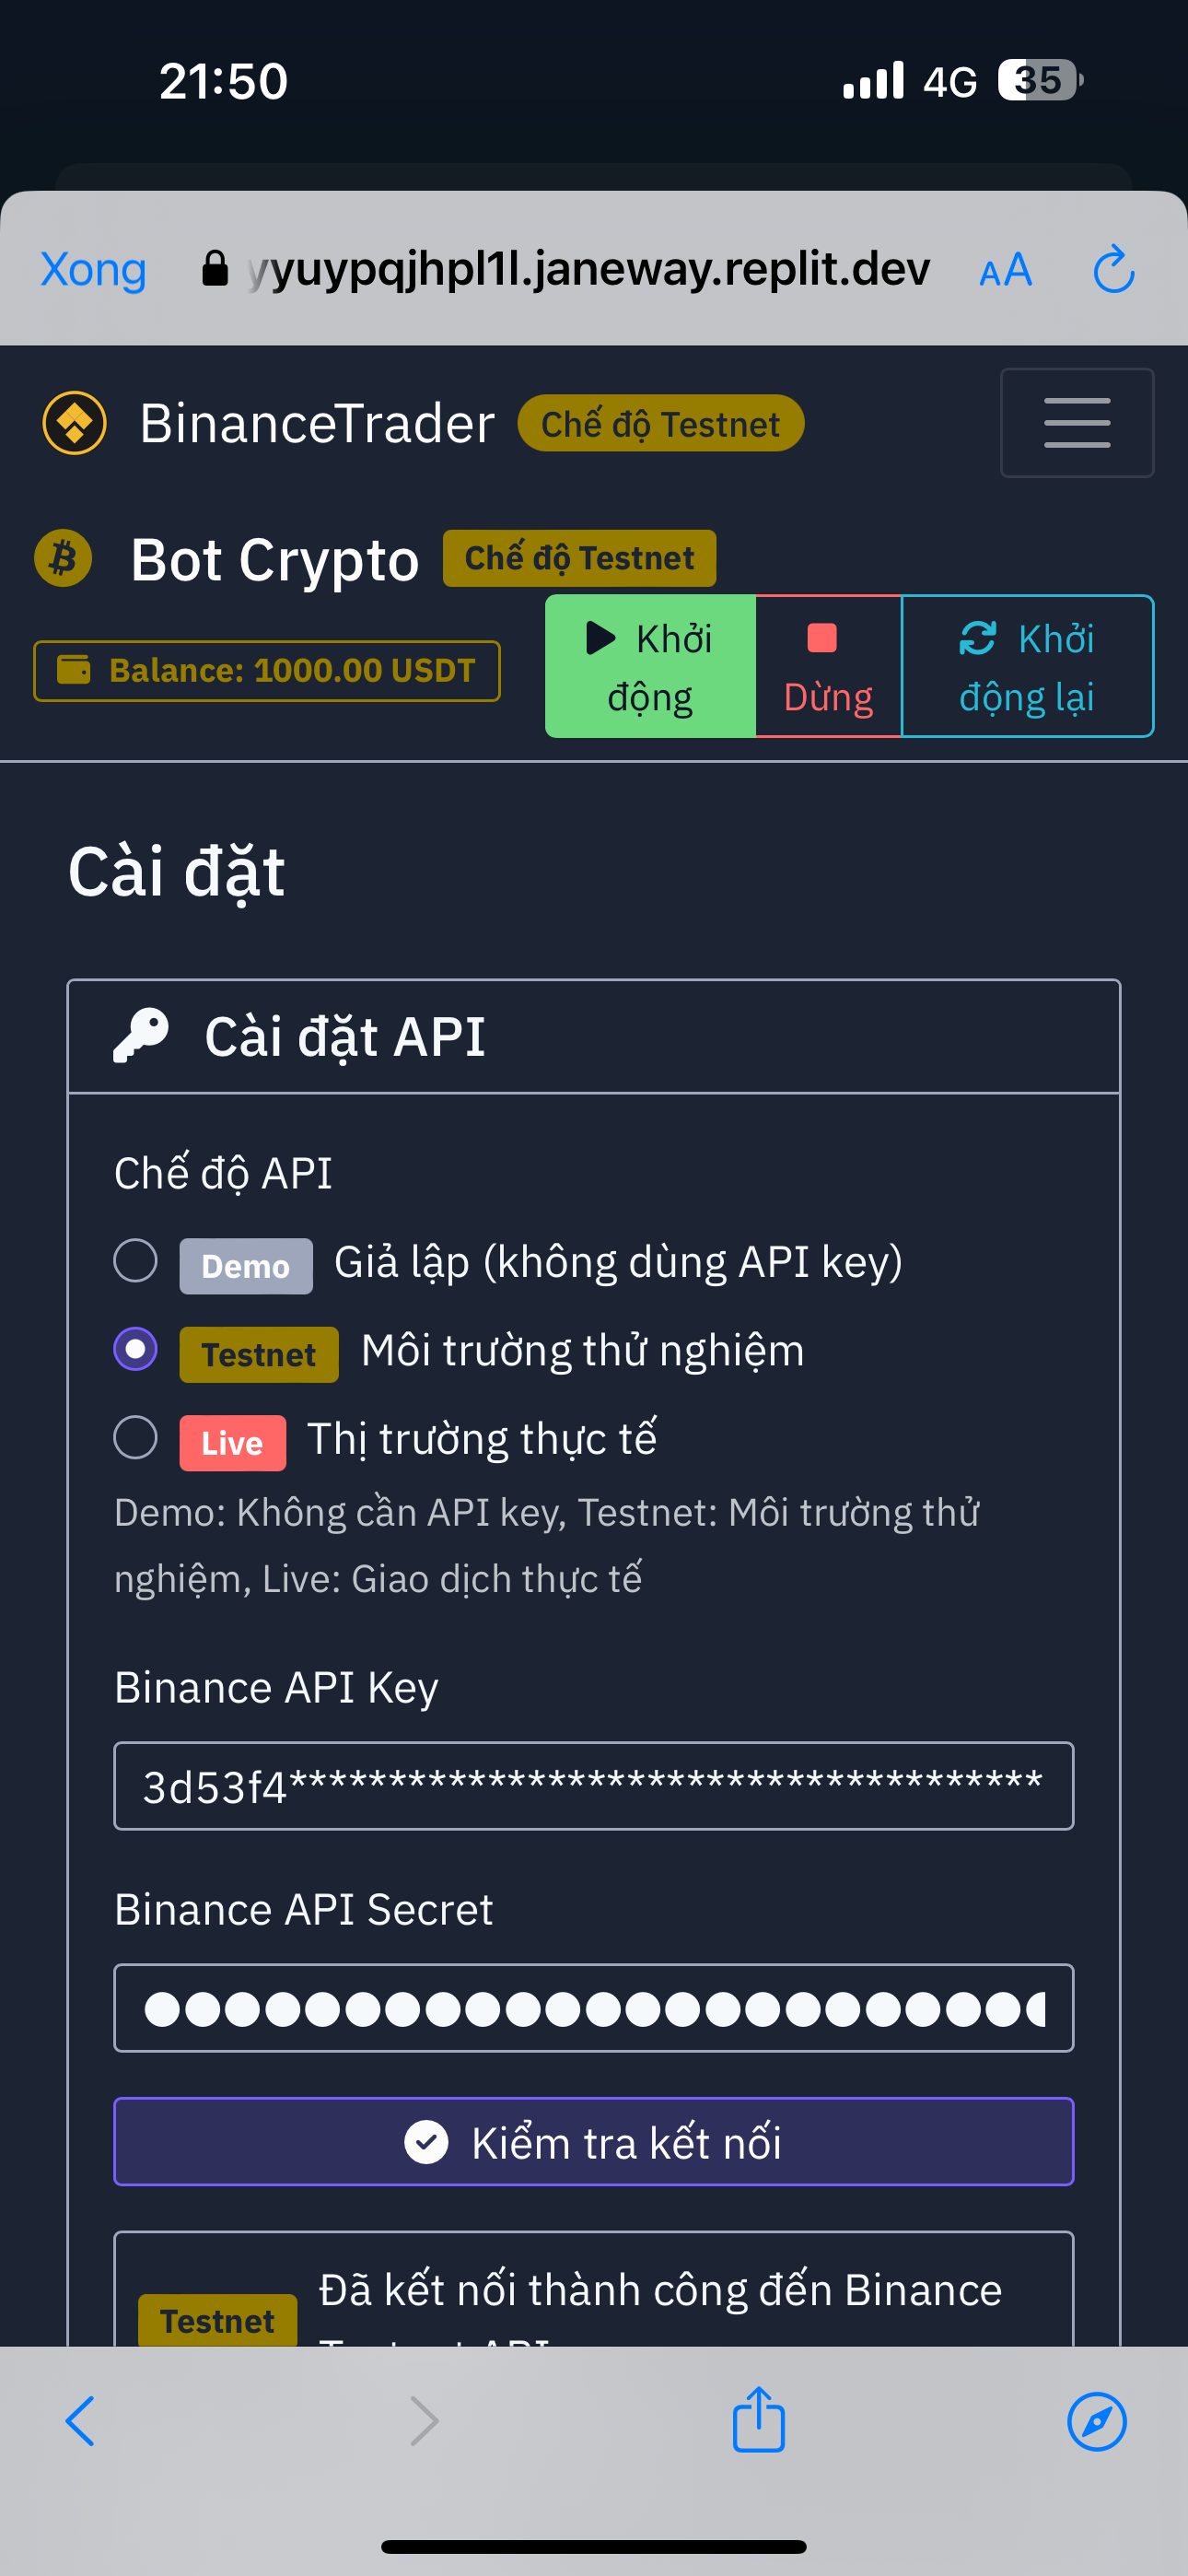 21:50
4G 35
Xong yyuypqjhpl1l.janeway.replit.dev AA
BinanceTrader Chế độ Testnet
Bot Crypto Chế độ Testnet
Balance: 1000.00 USDT
Khởi động
Dừng
Khởi động lại
Cài đặt
Cài đặt API
Chế độ API
Demo Giả lập (không dùng API key)
Testnet Môi trường thử nghiệm
Live Thị trường thực tế
Demo: Không cần API key, Testnet: Môi trường thử
nghiệm, Live: Giao dịch thực tế
Binance API Key
3d53f4**************************************
Binance API Secret
Kiểm tra kết nối
Testnet Đã kết nối thành công đến Binance